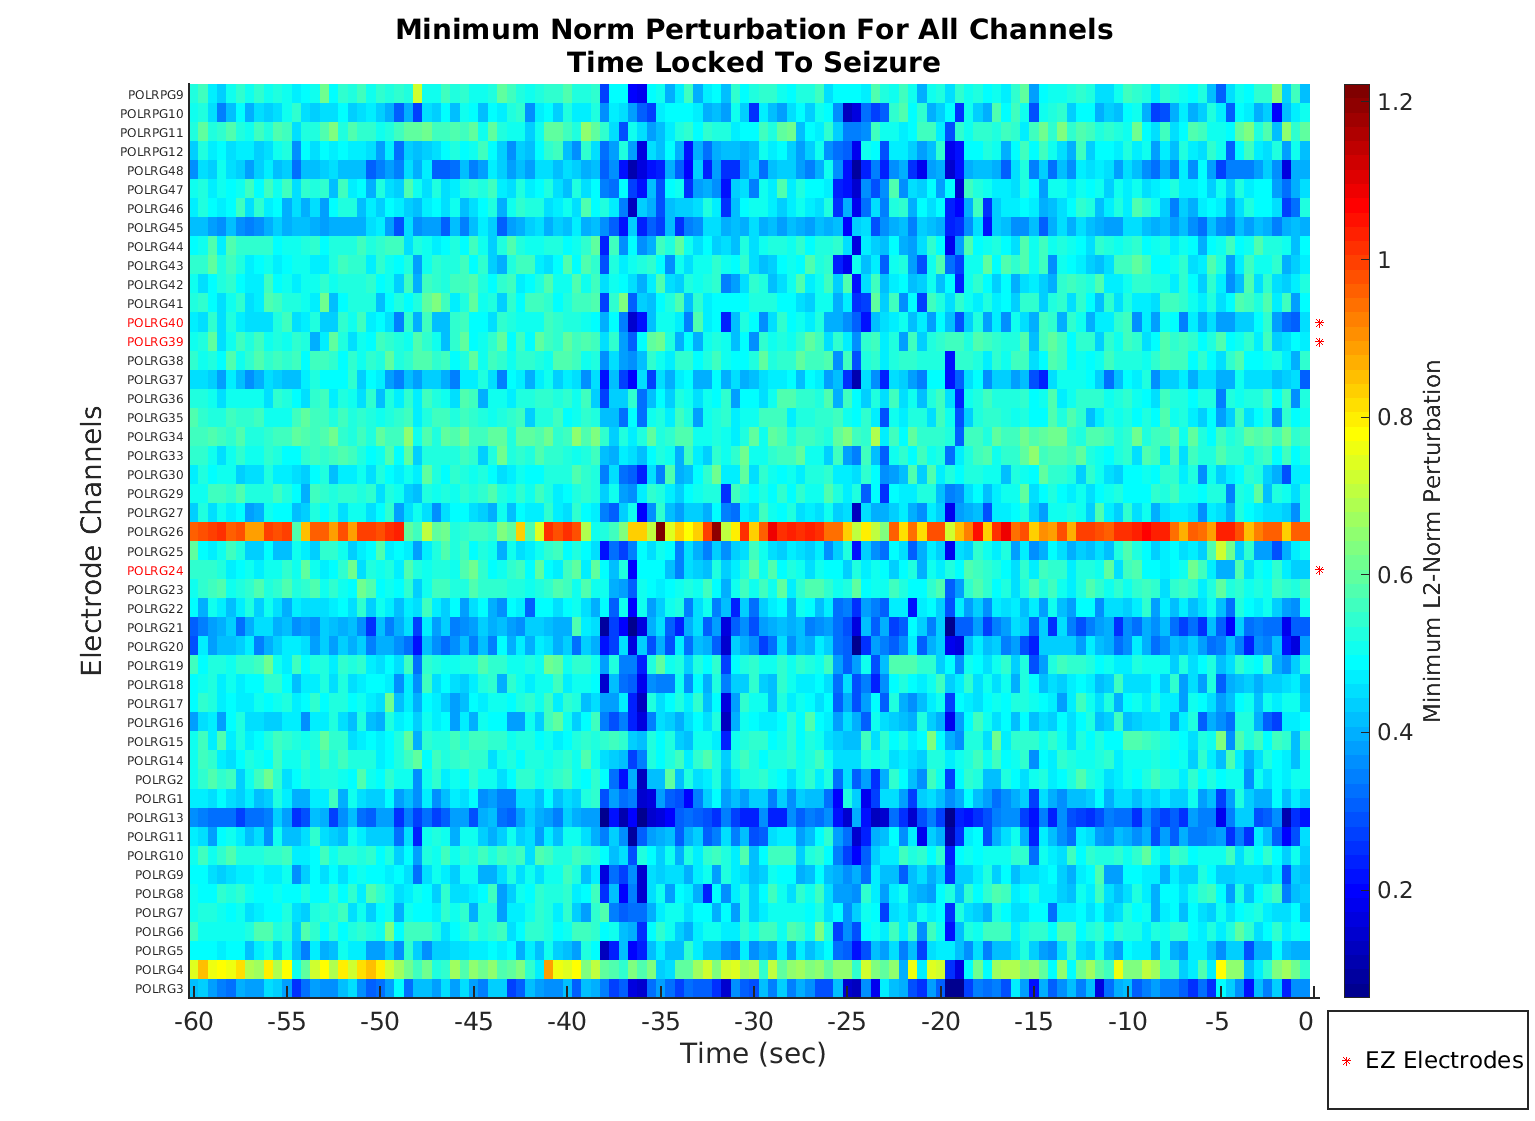 Minimum Norm Perturbation For All Channels
Time Locked To Seizure
POLRPG9
POLRPG10
POLRPG11
POLRPG12
POLRG48
POLRG47
POLRG46
POLRG45
POLRG44
POLRG43
POLRG42
POLRG41
POLRG40
POLRG39
POLRG38
POLRG37
POLRG36
POLRG35
POLRG34
POLRG33
POLRG30
POLRG29
POLRG27
POLRG26
POLRG25
POLRG24
POLRG23
POLRG22
POLRG21
POLRG20
POLRG19
POLRG18
POLRG17
POLRG16
POLRG15
POLRG14
POLRG2
POLRG1
POLRG13
POLRG11
POLRG10
POLRG9
POLRG8
POLRG7
POLRG6
POLRG5
POLRG4
POLRG3
Electrode Channels
-60 -55 -50 -45 -40 -35 -30 -25 -20 -15 -10 -5 0
Time (sec)
1.2
1
0.8
0.6
0.4
0.2
Minimum L2-Norm Perturbation
EZ Electrodes